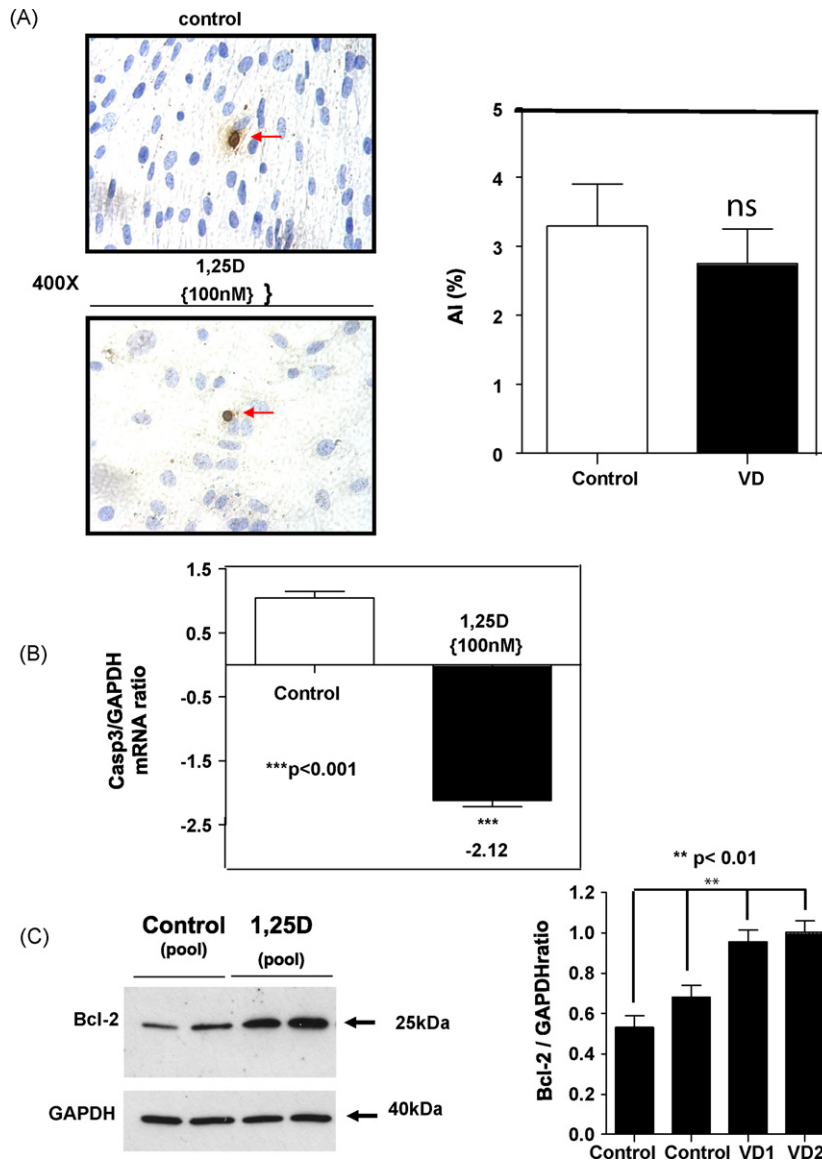 (A)
control
1,25D
{100nM} }
400X
5
4
3
2
1
0
AI (%)
ns
Control
VD
(B)
1.5
0.5
-0.5
-1.5
-2.5
Casp3/GAPDH
mRNA ratio
Control
1,25D
{100nM}
***p<0.001
***
-2.12
(C)
Control
(pool)
1,25D
(pool)
Bcl-2
25kDa
GAPDH
40kDa
** p< 0.01
**
1.2
1.0
0.8
0.6
0.4
0.2
0.0
Bcl-2 / GAPDHratio
Control
Control
VD1
VD2